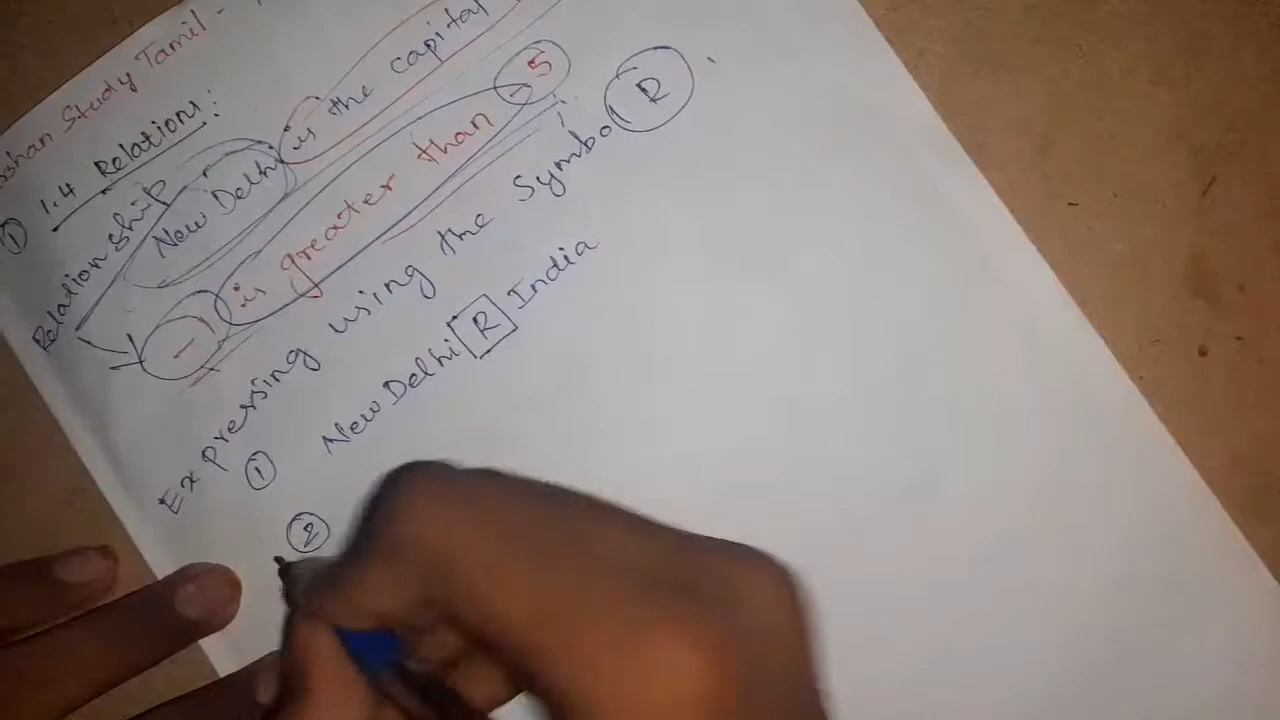 Study Tamil -
① 1.4 Relations:
Relationship
New Delhi is the capital
-1 is greater than -5
Expressing using the Symbol R.
① New Delhi R India
②